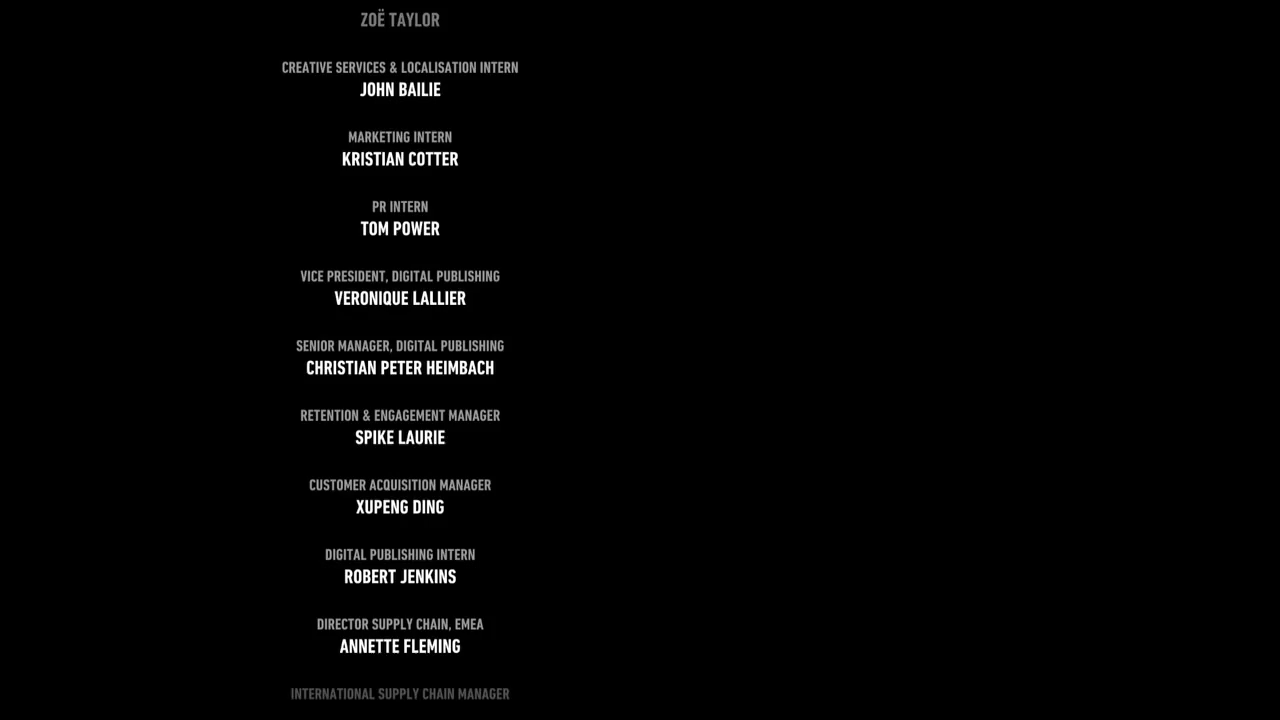 ZOË TAYLOR
CREATIVE SERVICES & LOCALISATION INTERN
JOHN BAILIE
MARKETING INTERN
KRISTIAN COTTER
PR INTERN
TOM POWER
VICE PRESIDENT, DIGITAL PUBLISHING
VERONIQUE LALLIER
SENIOR MANAGER, DIGITAL PUBLISHING
CHRISTIAN PETER HEIMBACH
RETENTION & ENGAGEMENT MANAGER
SPIKE LAURIE
CUSTOMER ACQUISITION MANAGER
XUPENG DING
DIGITAL PUBLISHING INTERN
ROBERT JENKINS
DIRECTOR SUPPLY CHAIN, EMEA
ANNETTE FLEMING
INTERNATIONAL SUPPLY CHAIN MANAGER